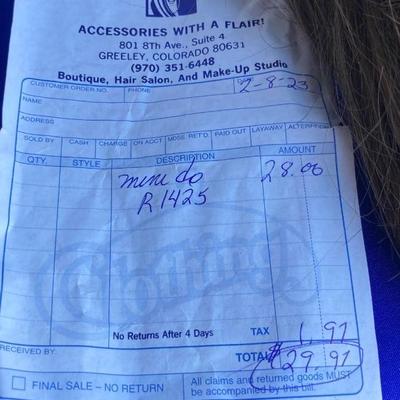 ACCESSORIES WITH A FLAIR!
801 8Th Ave., Suite 4
GREELEY, COLORADO 80631
(970) 351-6448
Boutique, Hair Salon, And Make-Up Studio
CUSTOMER ORDER NO. PHONE DATE 2-8-23
NAME
ADDRESS
SOLD BY CASH CHARGE ON ACCT MDSE RET'D. PAID OUT LAYAWAY
QTY. STYLE DESCRIPTION AMOUNT
mini do 28.00
R1425
Clothing
No Returns After 4 Days TAX 1.97
RECEIVED BY: TOTAL $29.97
FINAL SALE – NO RETURN
All claims and returned goods MUST
be accompanied by this bill.